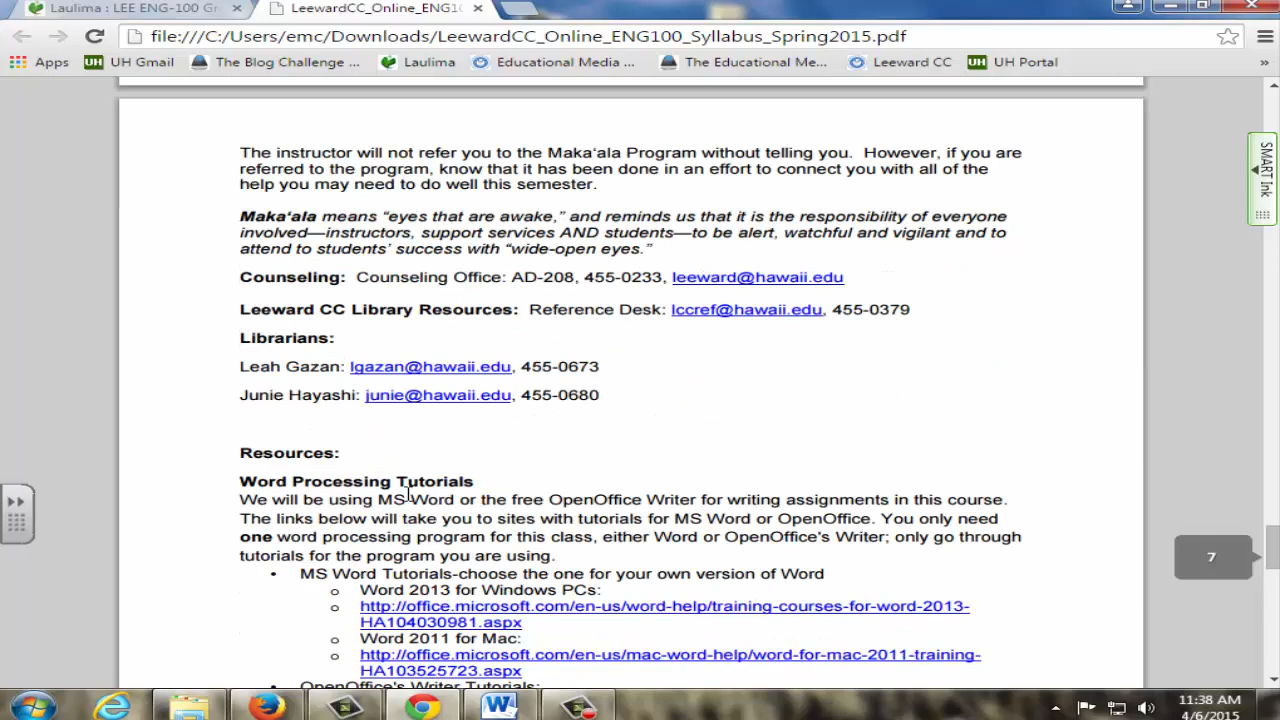 Laulima : LEE ENG-100 Gr
LeewardCC_Online_ENG1
file:///C:/Users/emc/Downloads/LeewardCC_Online_ENG100_Syllabus_Spring2015.pdf
Apps UH UH Gmail The Blog Challenge ... Laulima Educational Media ... The Educational Me... Leeward CC UH UH Portal »
The instructor will not refer you to the Maka‘ala Program without telling you. However, if you are
referred to the program, know that it has been done in an effort to connect you with all of the
help you may need to do well this semester.
Maka‘ala means “eyes that are awake,” and reminds us that it is the responsibility of everyone
involved—instructors, support services AND students—to be alert, watchful and vigilant and to
attend to students’ success with “wide-open eyes.”
Counseling: Counseling Office: AD-208, 455-0233, leeward@hawaii.edu
Leeward CC Library Resources: Reference Desk: lccref@hawaii.edu, 455-0379
Librarians:
Leah Gazan: lgazan@hawaii.edu, 455-0673
Junie Hayashi: junie@hawaii.edu, 455-0680
Resources:
Word Processing Tutorials
We will be using MS Word or the free OpenOffice Writer for writing assignments in this course.
The links below will take you to sites with tutorials for MS Word or OpenOffice. You only need
one word processing program for this class, either Word or OpenOffice's Writer; only go through
tutorials for the program you are using.
• MS Word Tutorials-choose the one for your own version of Word
o Word 2013 for Windows PCs:
o http://office.microsoft.com/en-us/word-help/training-courses-for-word-2013-
HA104030981.aspx
o Word 2011 for Mac:
o http://office.microsoft.com/en-us/mac-word-help/word-for-mac-2011-training-
HA103525723.aspx
• OpenOffice's Writer Tutorials:
SMART Ink
7
11:38 AM
4/6/2015